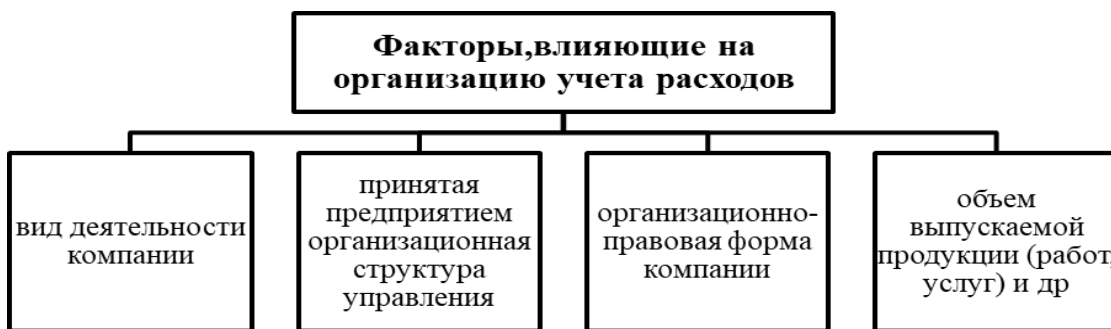 Факторы,влияющие на
организацию учета расходов
вид деятельности
компании
принятая
предприятием
организационная
структура
управления
организационно-
правовая форма
компании
объем
выпускаемой
продукции (работ,
услуг) и др